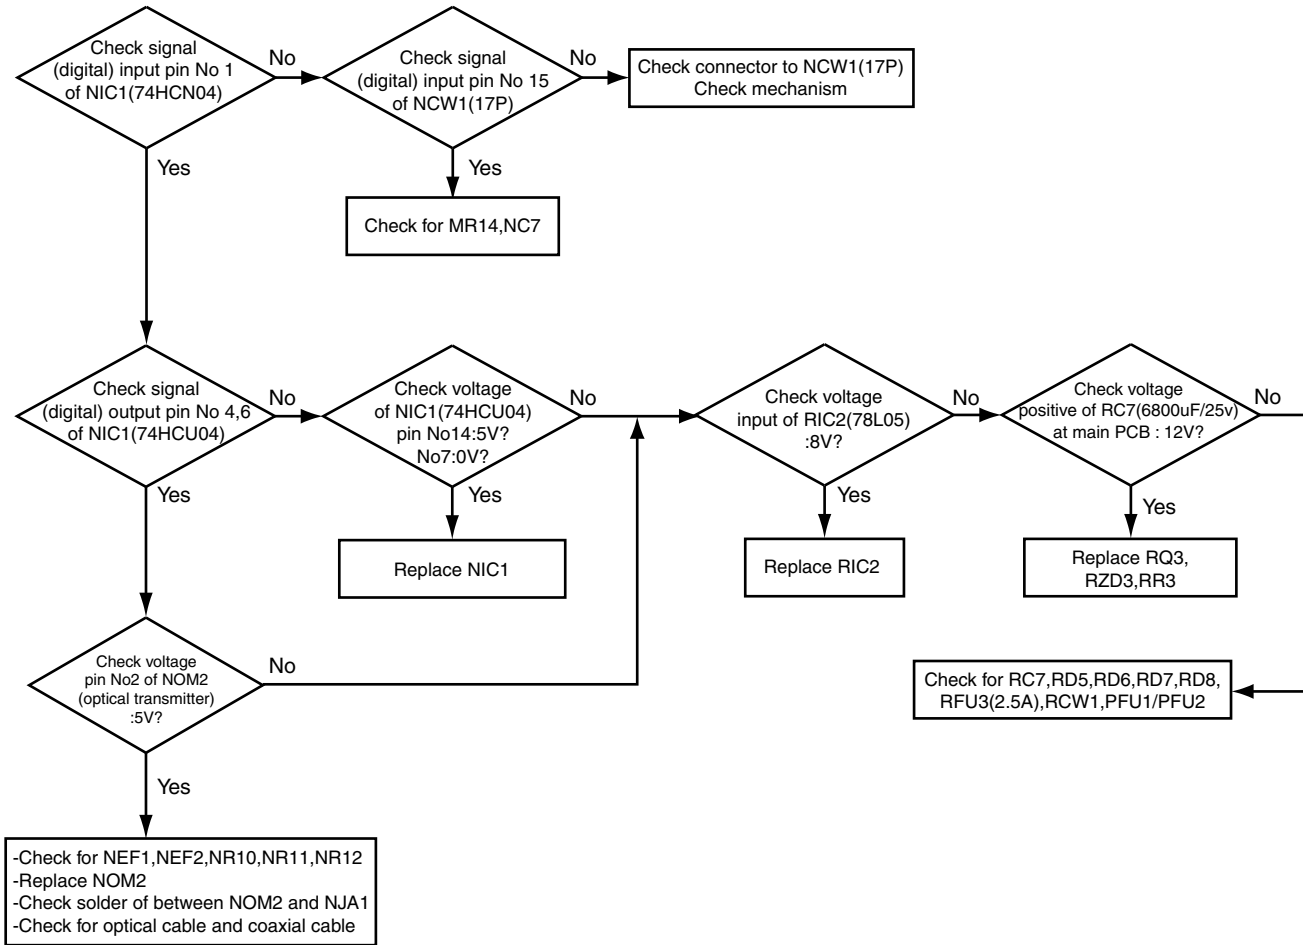 Check signal
(digital) input pin No 1
of NIC1(74HCN04)
No
Check signal
(digital) input pin No 15
of NCW1(17P)
No
Check connector to NCW1(17P)
Check mechanism
Yes
Yes
Check for MR14,NC7
Check signal
(digital) output pin No 4,6
of NIC1(74HCU04)
No
Check voltage
of NIC1(74HCU04)
pin No14:5V?
No7:0V?
No
Check voltage
input of RIC2(78L05)
:8V?
No
Check voltage
positive of RC7(6800uF/25v)
at main PCB : 12V?
No
Yes
Yes
Yes
Yes
Replace NIC1
Replace RIC2
Replace RQ3,
RZD3,RR3
Check voltage
pin No2 of NOM2
(optical transmitter)
:5V?
No
Check for RC7,RD5,RD6,RD7,RD8,
RFU3(2.5A),RCW1,PFU1/PFU2
Yes
-Check for NEF1,NEF2,NR10,NR11,NR12
-Replace NOM2
-Check solder of between NOM2 and NJA1
-Check for optical cable and coaxial cable